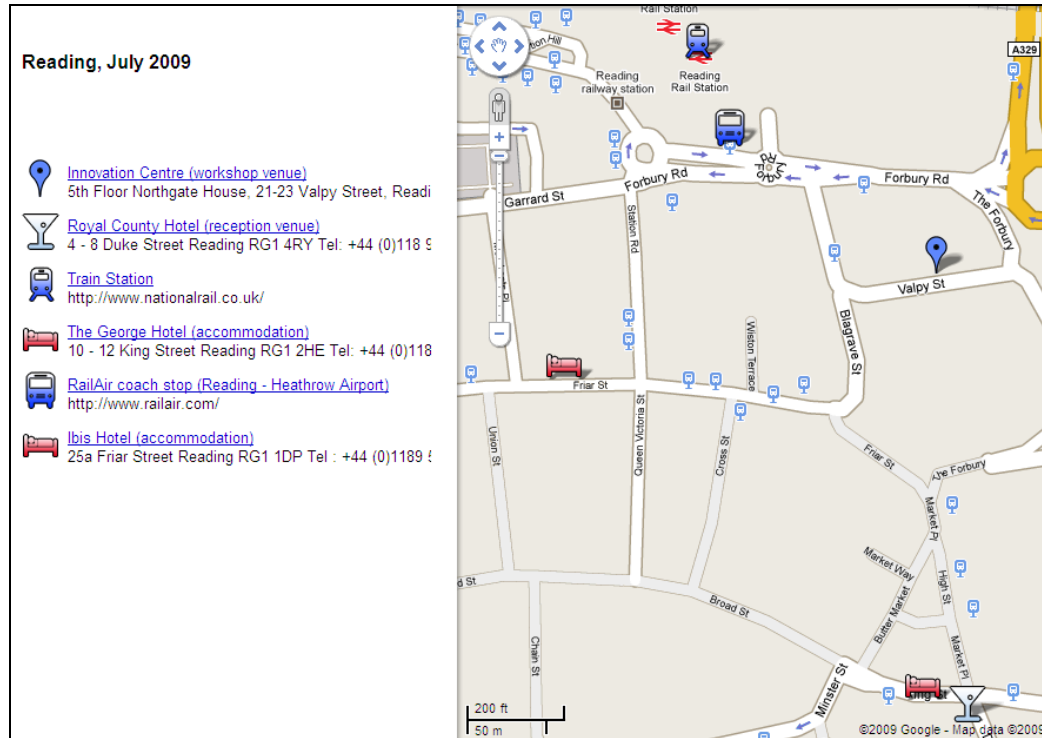 Reading, July 2009
Innovation Centre (workshop venue)
5th Floor Northgate House, 21-23 Valpy Street, Readi
Royal County Hotel (reception venue)
4 - 8 Duke Street Reading RG1 4RY Tel: +44 (0)118 9
Train Station
http://www.nationalrail.co.uk/
The George Hotel (accommodation)
10 - 12 King Street Reading RG1 2HE Tel: +44 (0)118
RailAir coach stop (Reading - Heathrow Airport)
http://www.railair.com/
Ibis Hotel (accommodation)
25a Friar Street Reading RG1 1DP Tel : +44 (0)1189
Rail Station
Hill
A329
Reading
railway station
Reading
Rail Station
Forbury Rd
Forbury Rd
Garrard St
Station Rd
The Forbury
Valpy St
Blagrave St
Wiston Terrace
Friar St
Union St
Queen Victoria St
Cross St
Friar St
The Forbury
Market Pl
Market Way
High St
d St
Broad St
Butter Market
Chain St
Market Pl
Minster St
200 ft
50 m
©2009 Google - Map data ©2009